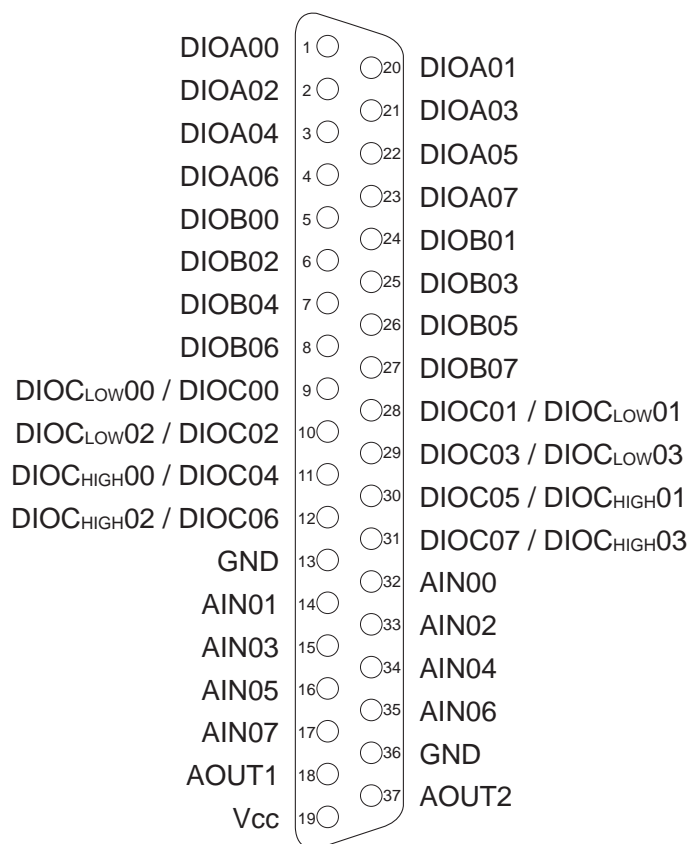 DIOA00 1
20 DIOA01
DIOA02 2
21 DIOA03
DIOA04 3
22 DIOA05
DIOA06 4
23 DIOA07
DIOB00 5
24 DIOB01
DIOB02 6
25 DIOB03
DIOB04 7
26 DIOB05
DIOB06 8
27 DIOB07
DIOCLOW00 / DIOC00 9
28 DIOC01 / DIOCLOW01
DIOCLOW02 / DIOC02 10
29 DIOC03 / DIOCLOW03
DIOCHIGH00 / DIOC04 11
30 DIOC05 / DIOCHIGH01
DIOCHIGH02 / DIOC06 12
31 DIOC07 / DIOCHIGH03
GND 13
32 AIN00
AIN01 14
33 AIN02
AIN03 15
34 AIN04
AIN05 16
35 AIN06
AIN07 17
36 GND
AOUT1 18
37 AOUT2
Vcc 19